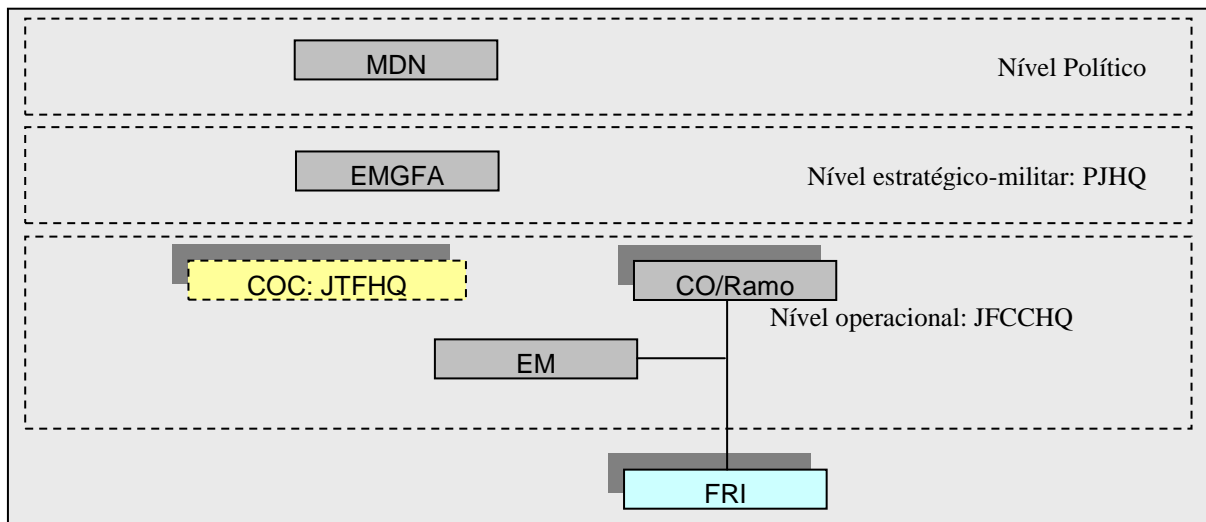 MDN
Nível Político
EMGFA
Nível estratégico-militar: PJHQ
COC: JTFHQ
CO/Ramo
Nível operacional: JFCCHQ
EM
FRI